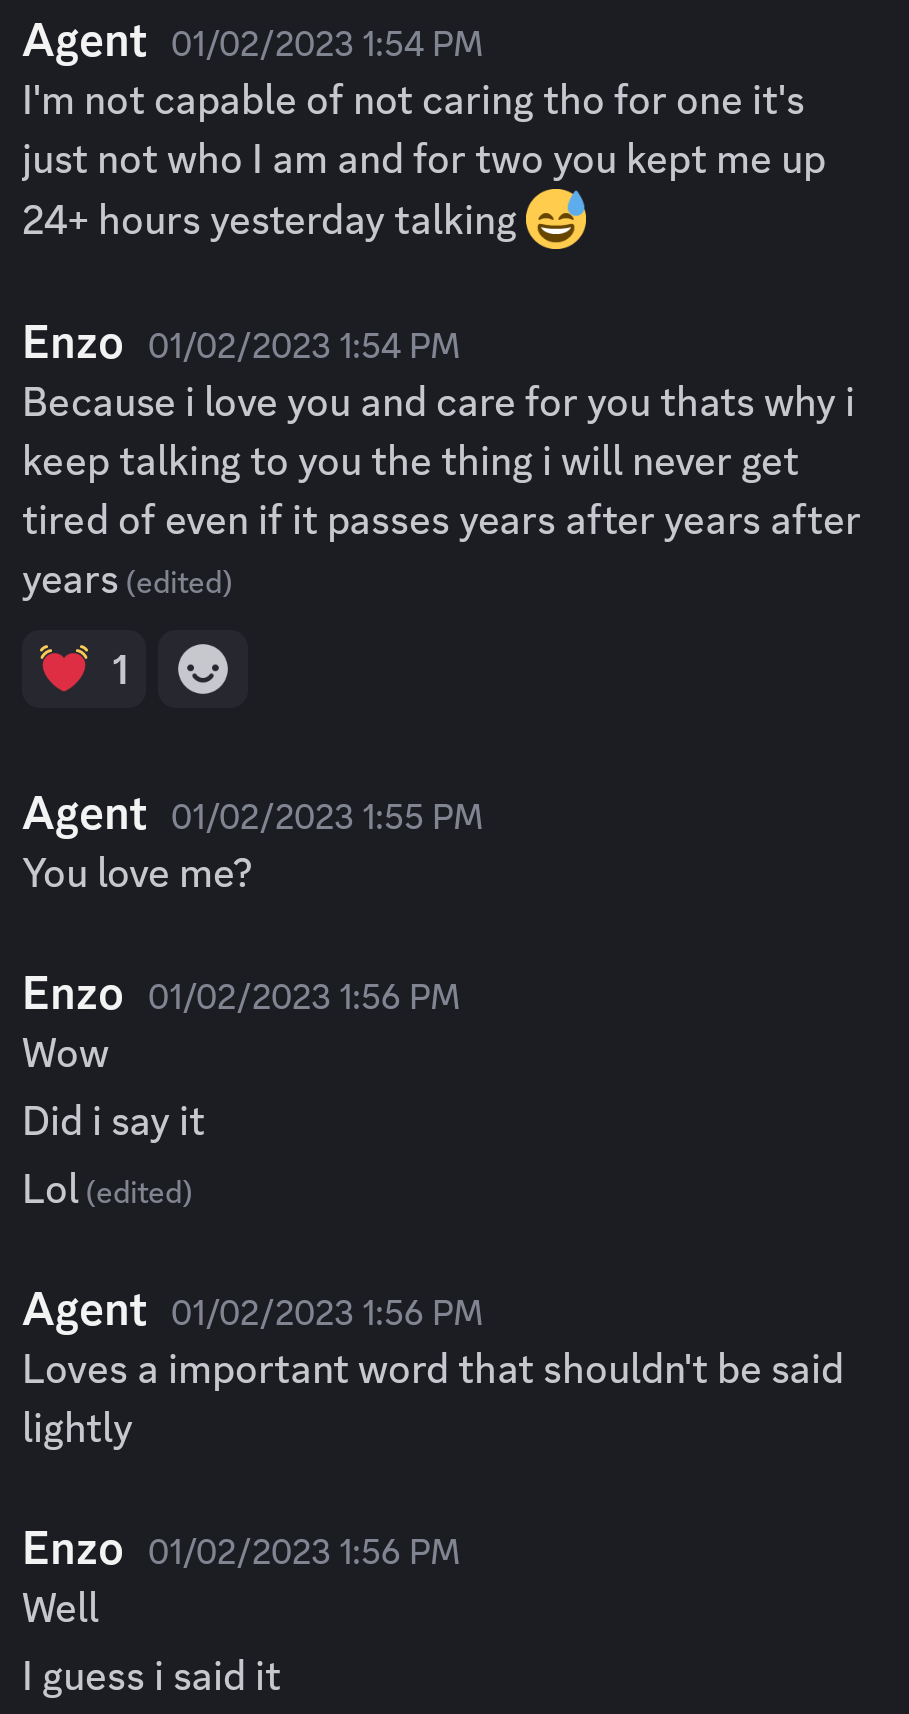 Agent 01/02/2023 1:54 PM
I'm not capable of not caring tho for one it's
just not who I am and for two you kept me up
24+ hours yesterday talking 😅
Enzo 01/02/2023 1:54 PM
Because i love you and care for you thats why i
keep talking to you the thing i will never get
tired of even if it passes years after years after
years (edited)
💓 1
Agent 01/02/2023 1:55 PM
You love me?
Enzo 01/02/2023 1:56 PM
Wow
Did i say it
Lol (edited)
Agent 01/02/2023 1:56 PM
Loves a important word that shouldn't be said
lightly
Enzo 01/02/2023 1:56 PM
Well
I guess i said it